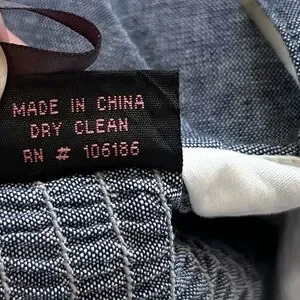 MADE IN CHINA
DRY CLEAN
RN # 106186